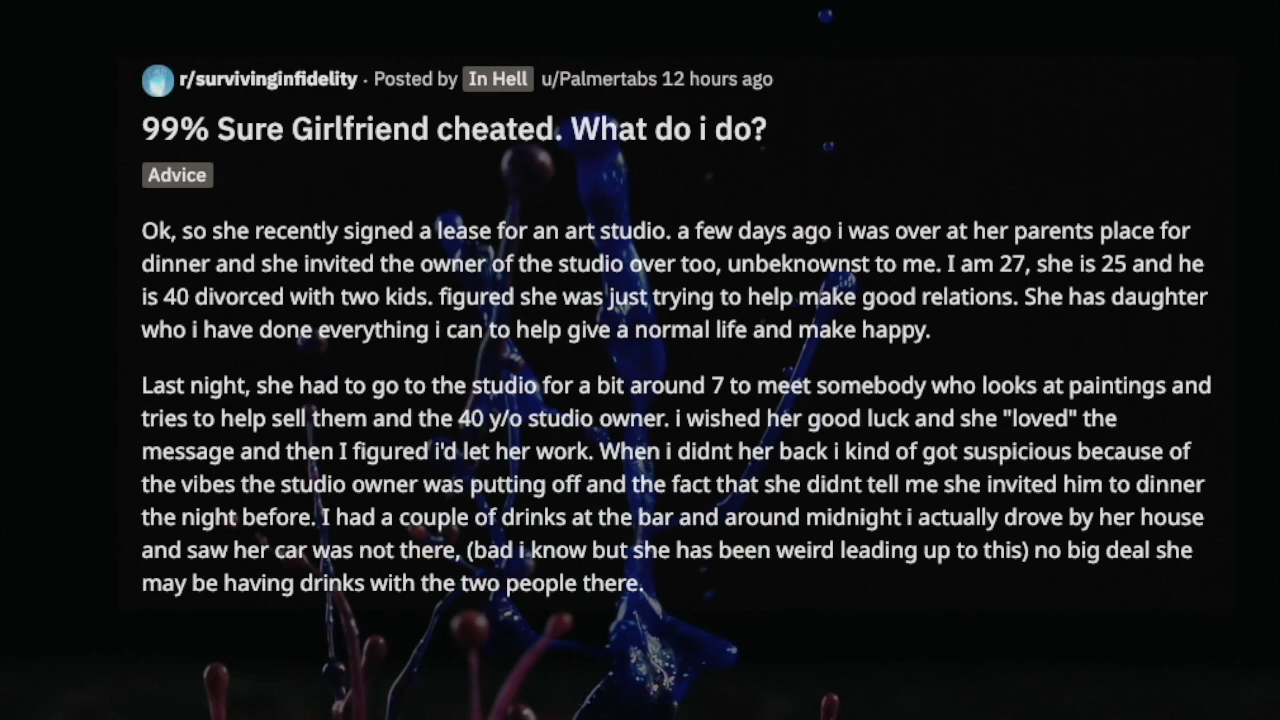 r/survivinginfidelity · Posted by In Hell u/Palmertabs 12 hours ago
99% Sure Girlfriend cheated. What do i do?
Advice
Ok, so she recently signed a lease for an art studio. a few days ago i was over at her parents place for
dinner and she invited the owner of the studio over too, unbeknownst to me. I am 27, she is 25 and he
is 40 divorced with two kids. figured she was just trying to help make good relations. She has daughter
who i have done everything i can to help give a normal life and make happy.
Last night, she had to go to the studio for a bit around 7 to meet somebody who looks at paintings and
tries to help sell them and the 40 y/o studio owner. i wished her good luck and she "loved" the
message and then I figured i'd let her work. When i didnt her back i kind of got suspicious because of
the vibes the studio owner was putting off and the fact that she didnt tell me she invited him to dinner
the night before. I had a couple of drinks at the bar and around midnight i actually drove by her house
and saw her car was not there, (bad i know but she has been weird leading up to this) no big deal she
may be having drinks with the two people there.